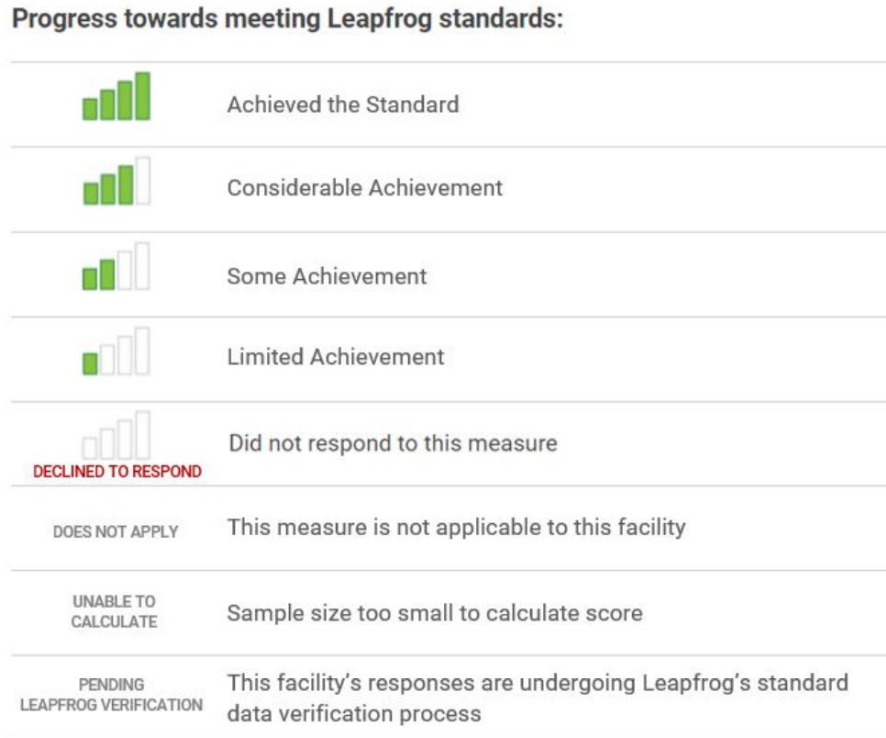 Progress towards meeting Leapfrog standards:
Achieved the Standard
Considerable Achievement
Some Achievement
Limited Achievement
DECLINED TO RESPOND
Did not respond to this measure
DOES NOT APPLY
This measure is not applicable to this facility
UNABLE TO
CALCULATE
Sample size too small to calculate score
PENDING
LEAPFROG VERIFICATION
This facility's responses are undergoing Leapfrog's standard
data verification process